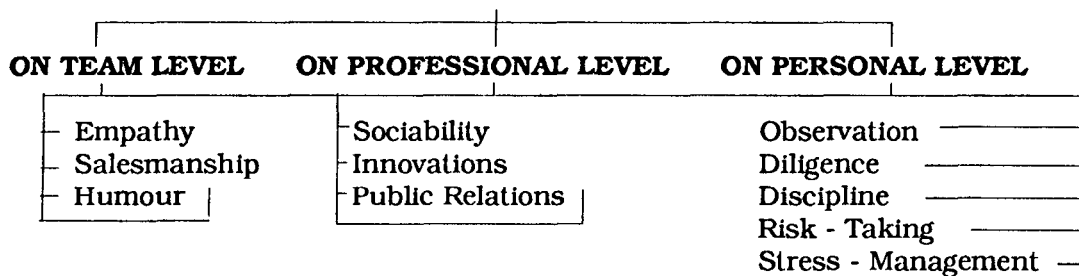 ON TEAM LEVEL ON PROFESSIONAL LEVEL ON PERSONAL LEVEL
Empathy
Salesmanship
Humour
Sociability
Innovations
Public Relations
Observation
Diligence
Discipline
Risk - Taking
Stress - Management